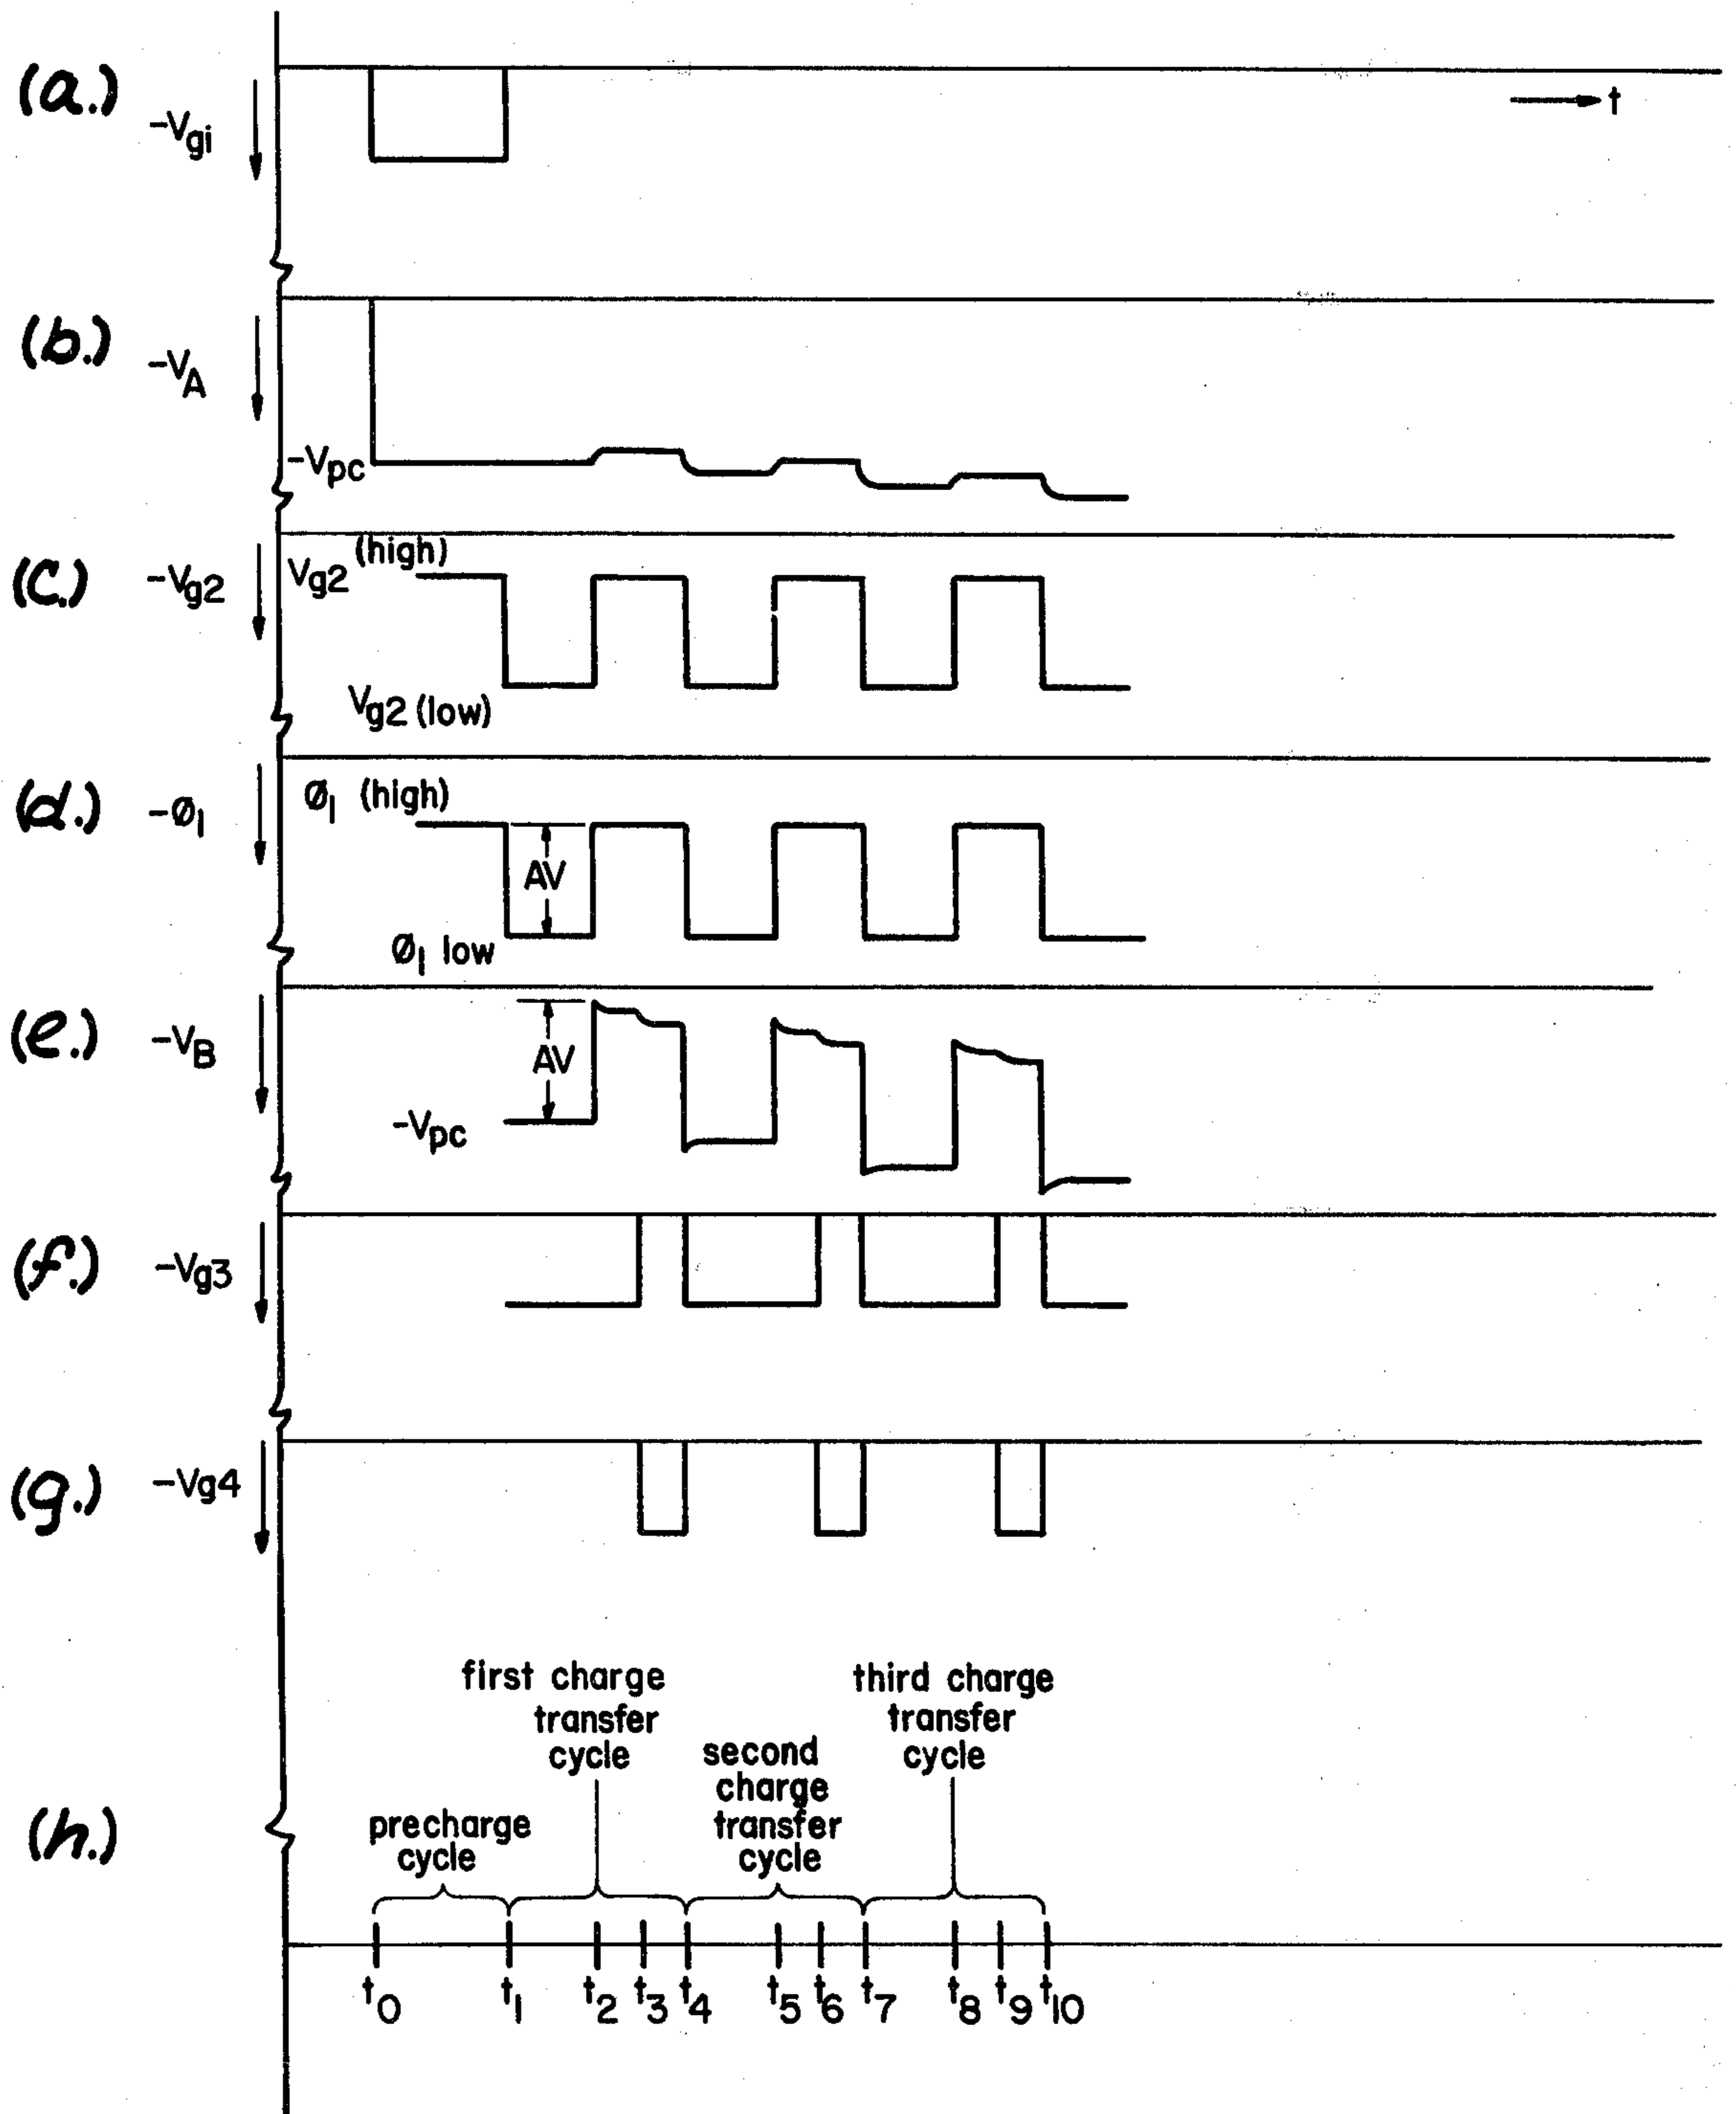 (a.)
-Vgi
t
(b.)
-VA
-Vpc
(c.)
-Vg2
Vg2 (high)
Vg2 (low)
(d.)
-Ø1
Ø1 (high)
AV
Ø1 low
(e.)
-VB
AV
-Vpc
(f.)
-Vg3
(g.)
-Vg4
(h.)
precharge
cycle
first charge
transfer
cycle
second
charge
transfer
cycle
third charge
transfer
cycle
t0 t1 t2 t3 t4 t5 t6 t7 t8 t9 t10